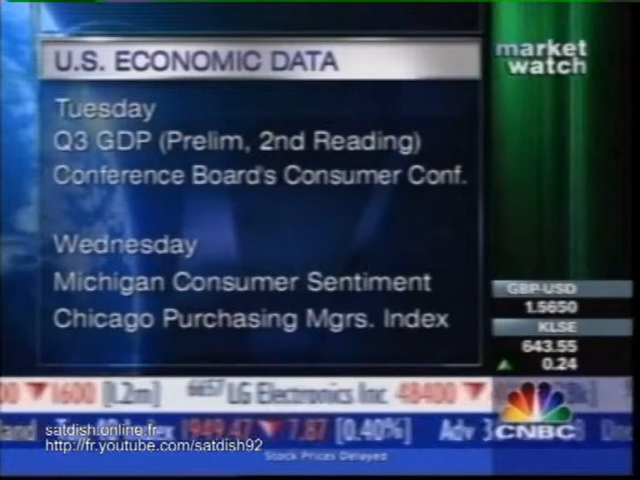 U.S. ECONOMIC DATA
market
watch
Tuesday
Q3 GDP (Prelim, 2nd Reading)
Conference Board's Consumer Conf.
Wednesday
Michigan Consumer Sentiment
Chicago Purchasing Mgrs. Index
GBP-USD
1.5650
KLSE
643.55
0.24
1600 [1.2m] 6657 LG Electronics Inc 48400
Index 1949.47 7.87 [0.40%] Adv
CNBC
satdish.online.fr
http://fr.youtube.com/satdish92
Stock Prices Delayed